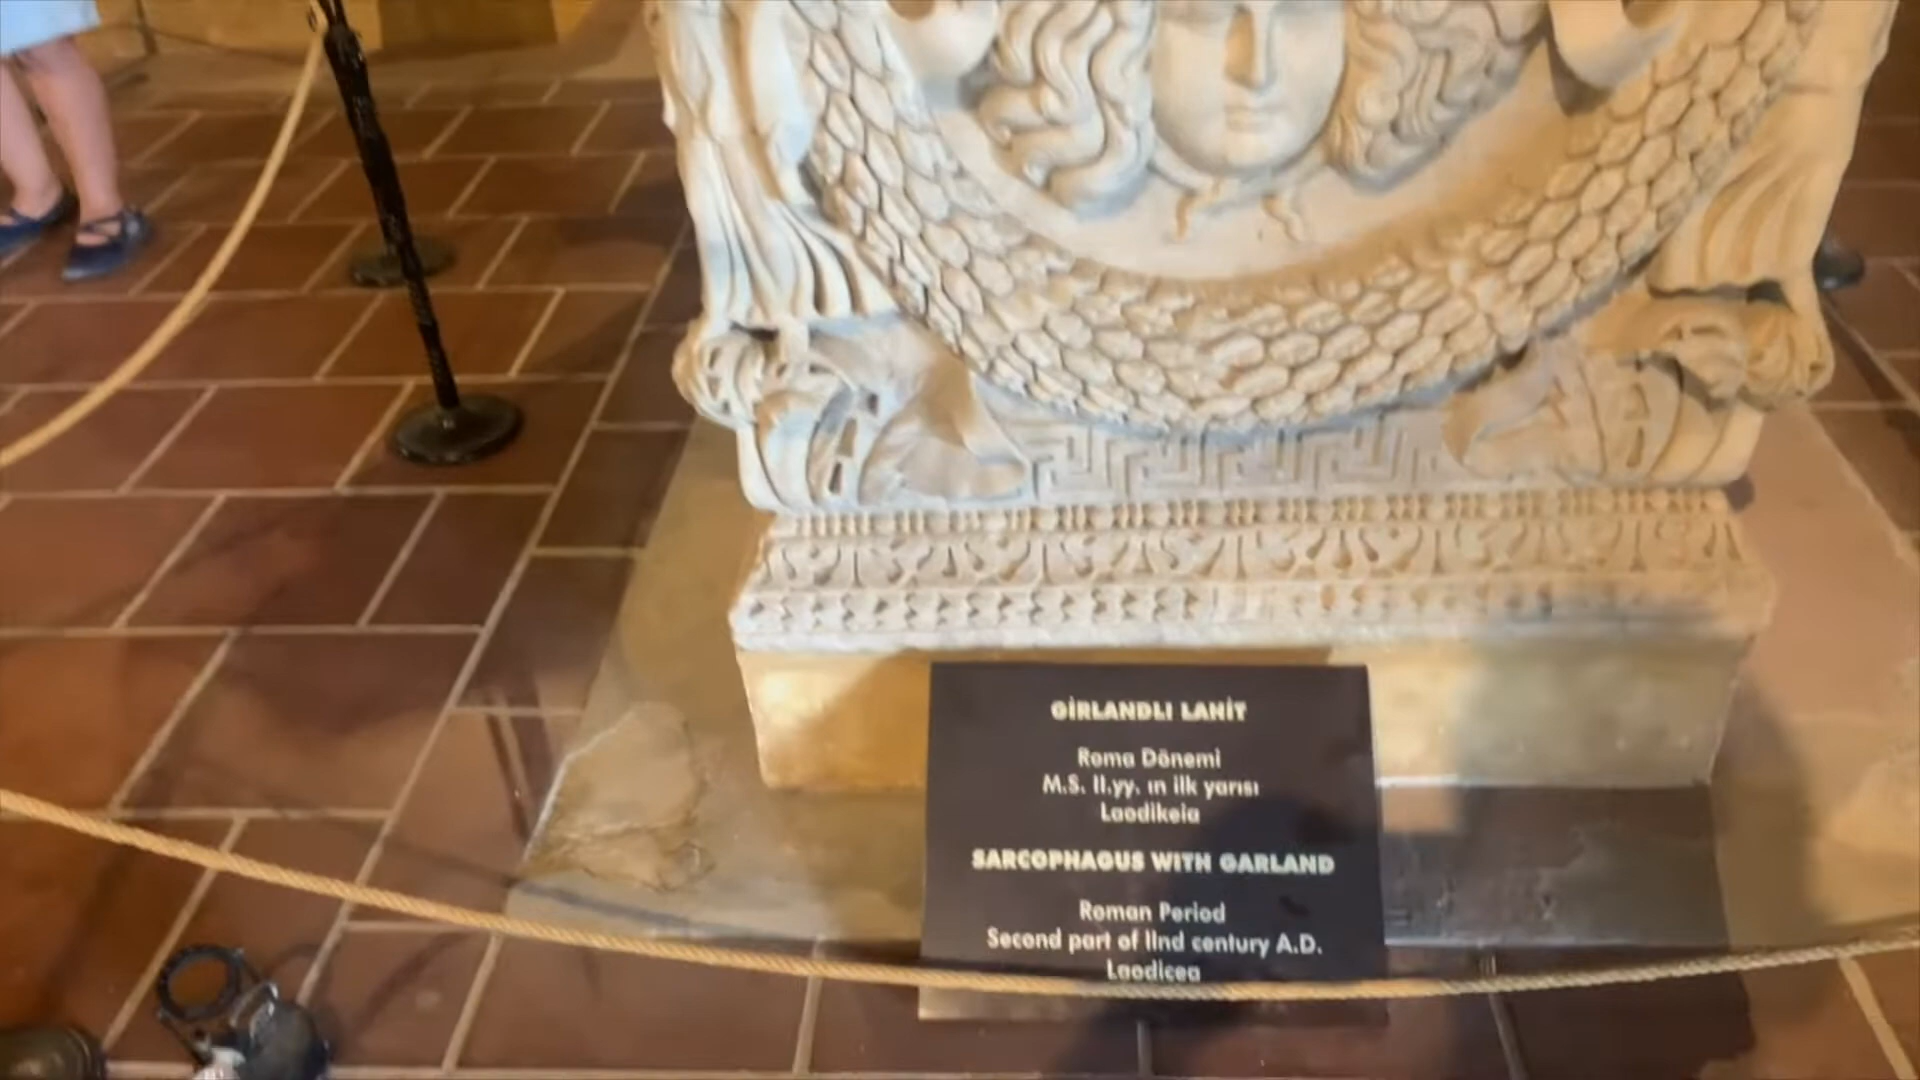 GİRLANDLI LAHİT
Roma Dönemi
M.S. II.yy. ın ilk yarısı
Laodikeia
SARCOPHAGUS WITH GARLAND
Roman Period
Second part of IInd century A.D.
Laodicea